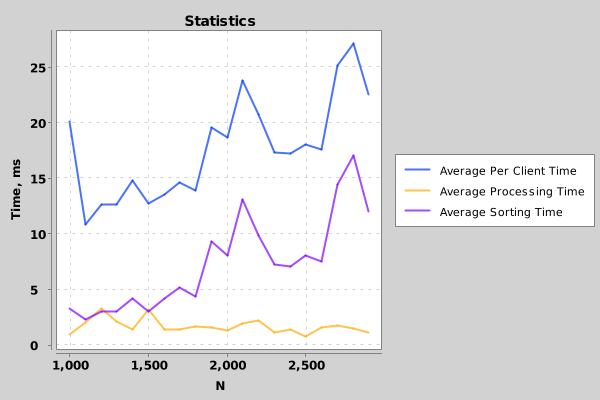 Statistics
Time, ms
25
20
15
10
5
0
1,000 1,500 2,000 2,500
N
Average Per Client Time
Average Processing Time
Average Sorting Time